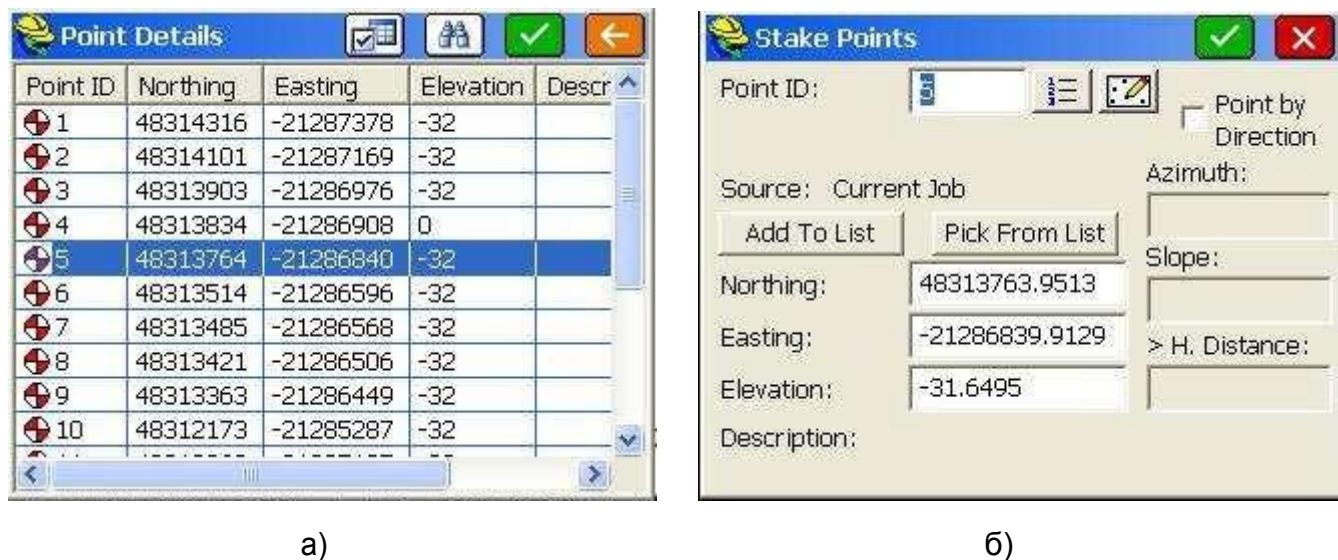 Point Details
Point ID Northing Easting Elevation Descr
1 48314316 -21287378 -32
2 48314101 -21287169 -32
3 48313903 -21286976 -32
4 48313834 -21286908 0
5 48313764 -21286840 -32
6 48313514 -21286596 -32
7 48313485 -21286568 -32
8 48313421 -21286506 -32
9 48313363 -21286449 -32
10 48312173 -21285287 -32
а)
Stake Points
Point ID: 5
Point by
Direction
Azimuth:
Source: Current Job
Add To List Pick From List
Slope:
Northing: 48313763.9513
Easting: -21286839.9129
> H. Distance:
Elevation: -31.6495
Description:
б)